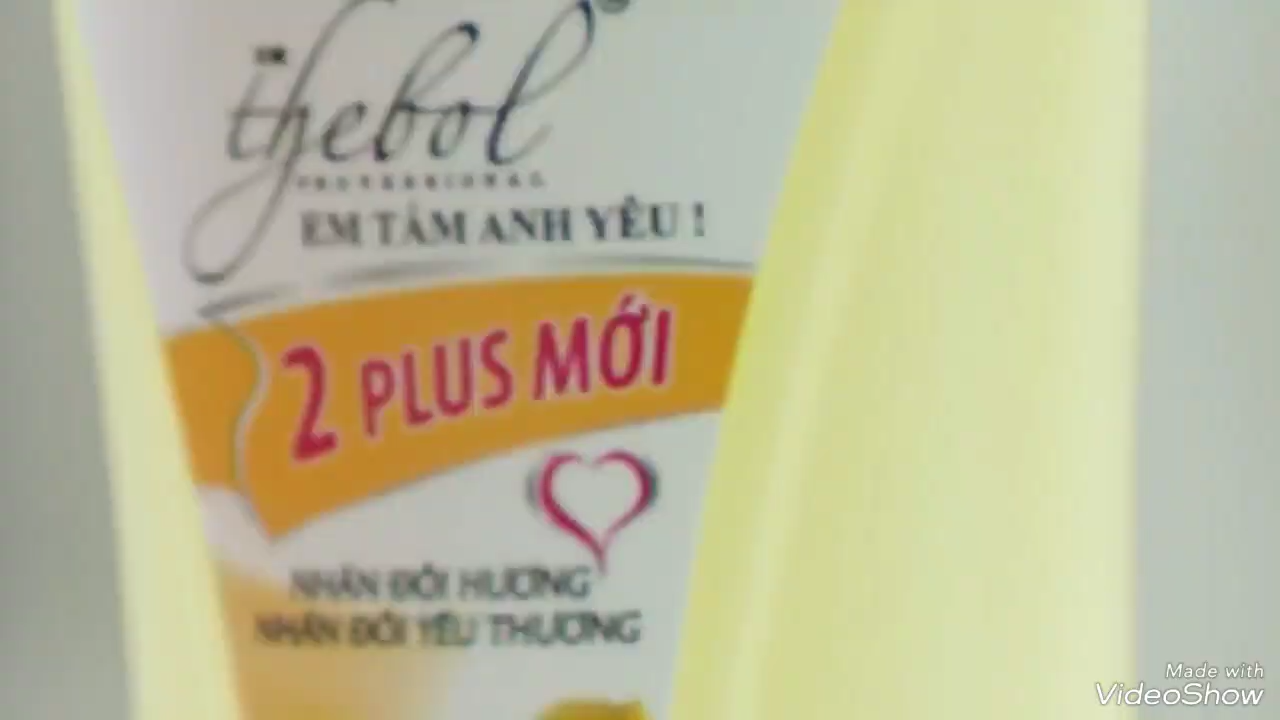 thebol
PROFESSIONAL
EM TẮM ANH YÊU !
2 PLUS MỚI
NHÂN ĐÔI HƯƠNG
NHÂN ĐÔI YÊU THƯƠNG
Made with
VideoShow